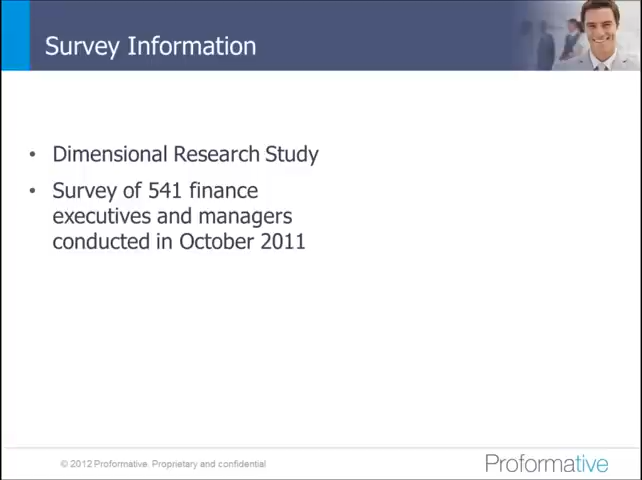 Survey Information
• Dimensional Research Study
• Survey of 541 finance
executives and managers
conducted in October 2011
© 2012 Proformative. Proprietary and confidential
Proformative